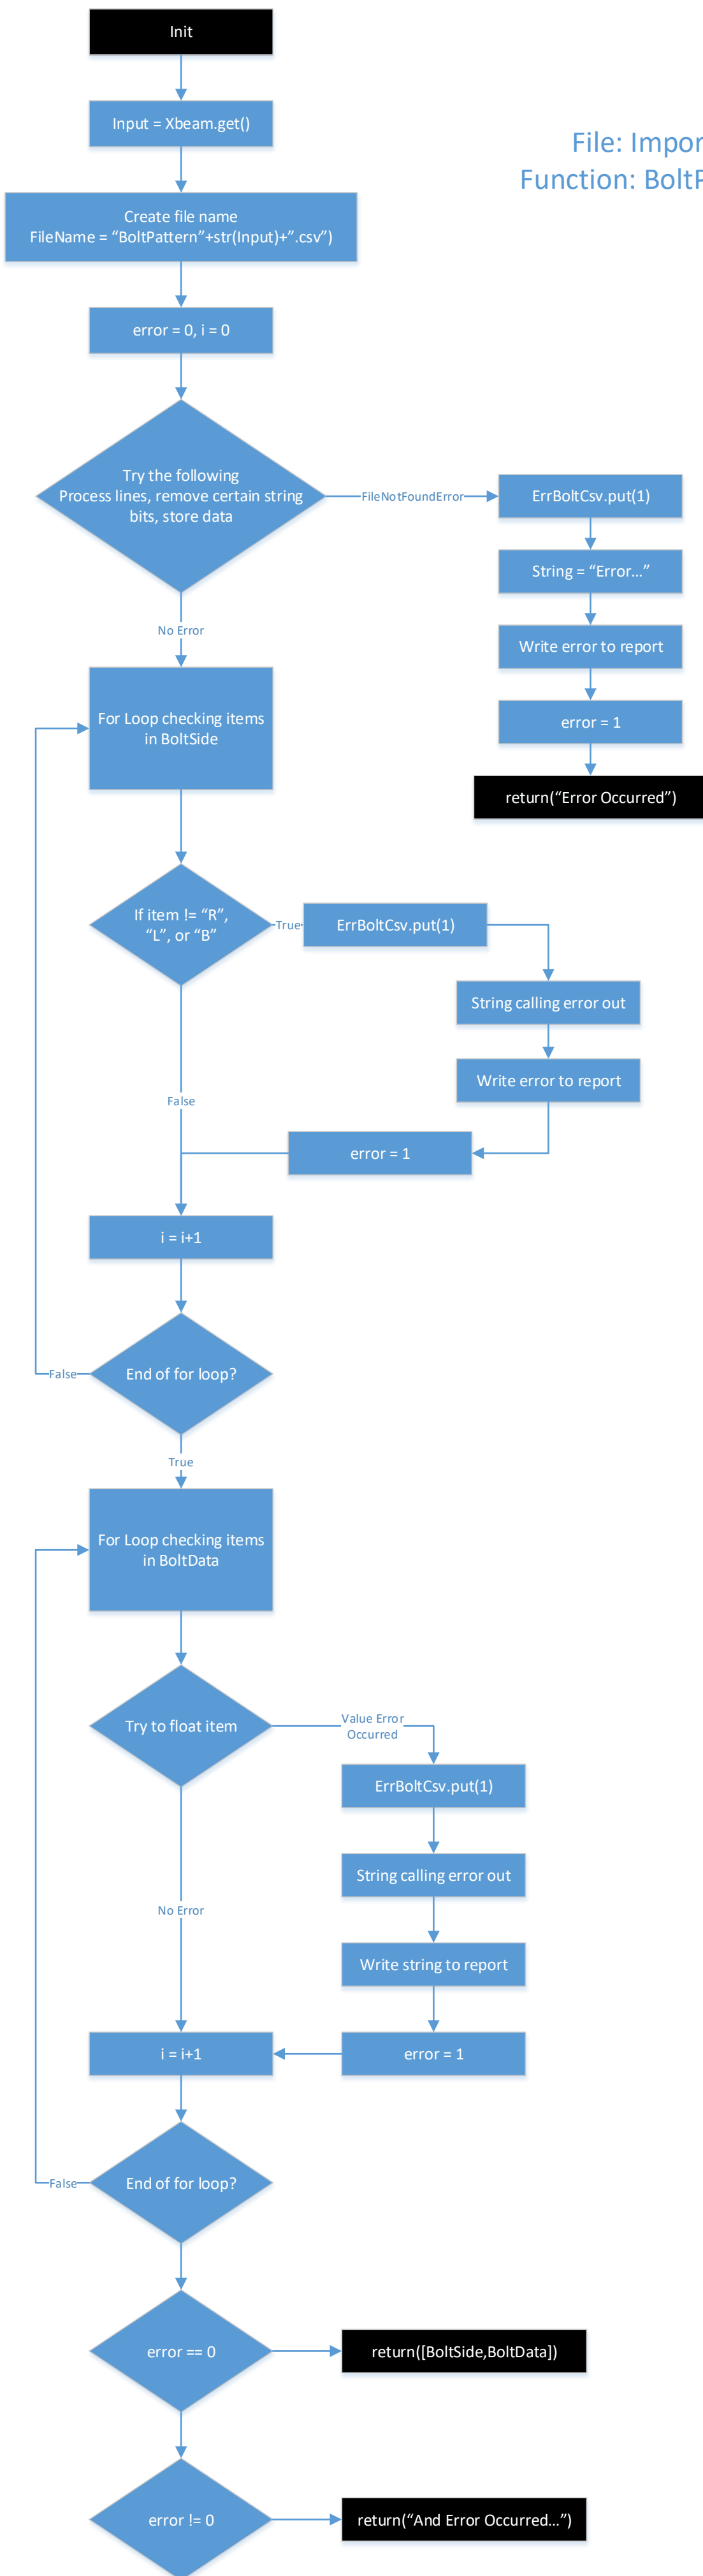 Init
Input = Xbeam.get()
File: Impor
Function: BoltP
Create file name
FileName = “BoltPattern”+str(Input)+”.csv”)
error = 0, i = 0
Try the following
Process lines, remove certain string
bits, store data
FileNotFoundError
ErrBoltCsv.put(1)
String = “Error...”
Write error to report
error = 1
return(“Error Occurred”)
No Error
For Loop checking items
in BoltSide
If item != “R”,
“L”, or “B”
True
ErrBoltCsv.put(1)
String calling error out
Write error to report
error = 1
False
i = i+1
End of for loop?
False
True
For Loop checking items
in BoltData
Try to float item
Value Error
Occurred
ErrBoltCsv.put(1)
String calling error out
Write string to report
error = 1
No Error
i = i+1
End of for loop?
False
error == 0
return([BoltSide,BoltData])
error != 0
return(“And Error Occurred...”)